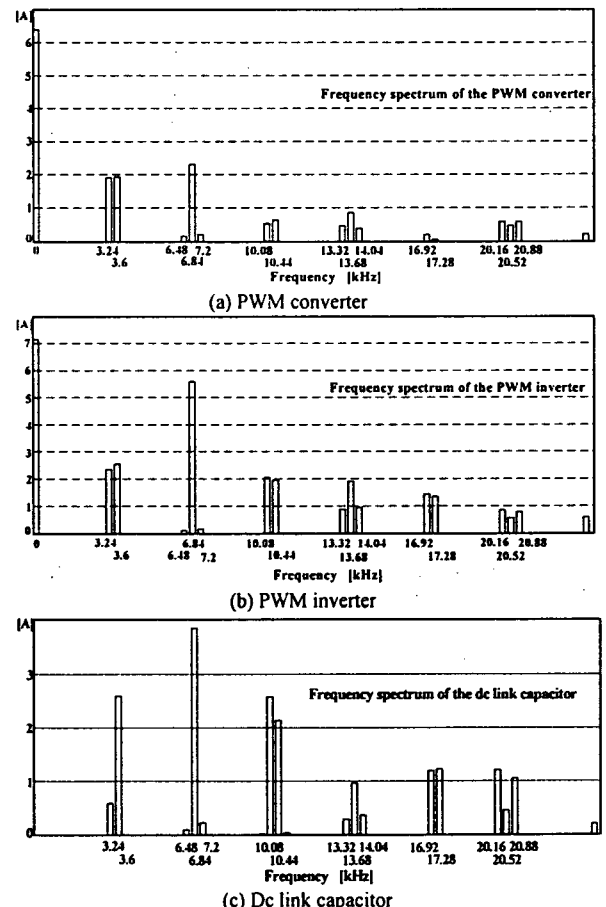 [A]
6
5
4
3
2
1
0
Frequency spectrum of the PWM converter
3.24 6.48 7.2 10.08 13.32 14.04 16.92 20.16 20.88
3.6 6.84 10.44 13.68 17.28 20.52
Frequency [kHz]
(a) PWM converter
[A]
7
6
5
4
3
2
1
0
Frequency spectrum of the PWM inverter
0 3.24 6.84 10.08 13.32 14.04 16.92 20.16 20.88
3.6 6.48 7.2 10.44 13.68 17.28 20.52
Frequency [kHz]
(b) PWM inverter
[A]
3
2
1
0
Frequency spectrum of the dc link capacitor
3.24 6.48 7.2 10.08 13.32 14.04 16.92 20.16 20.88
3.6 6.84 10.44 13.68 17.28 20.52
Frequency [kHz]
(c) Dc link capacitor